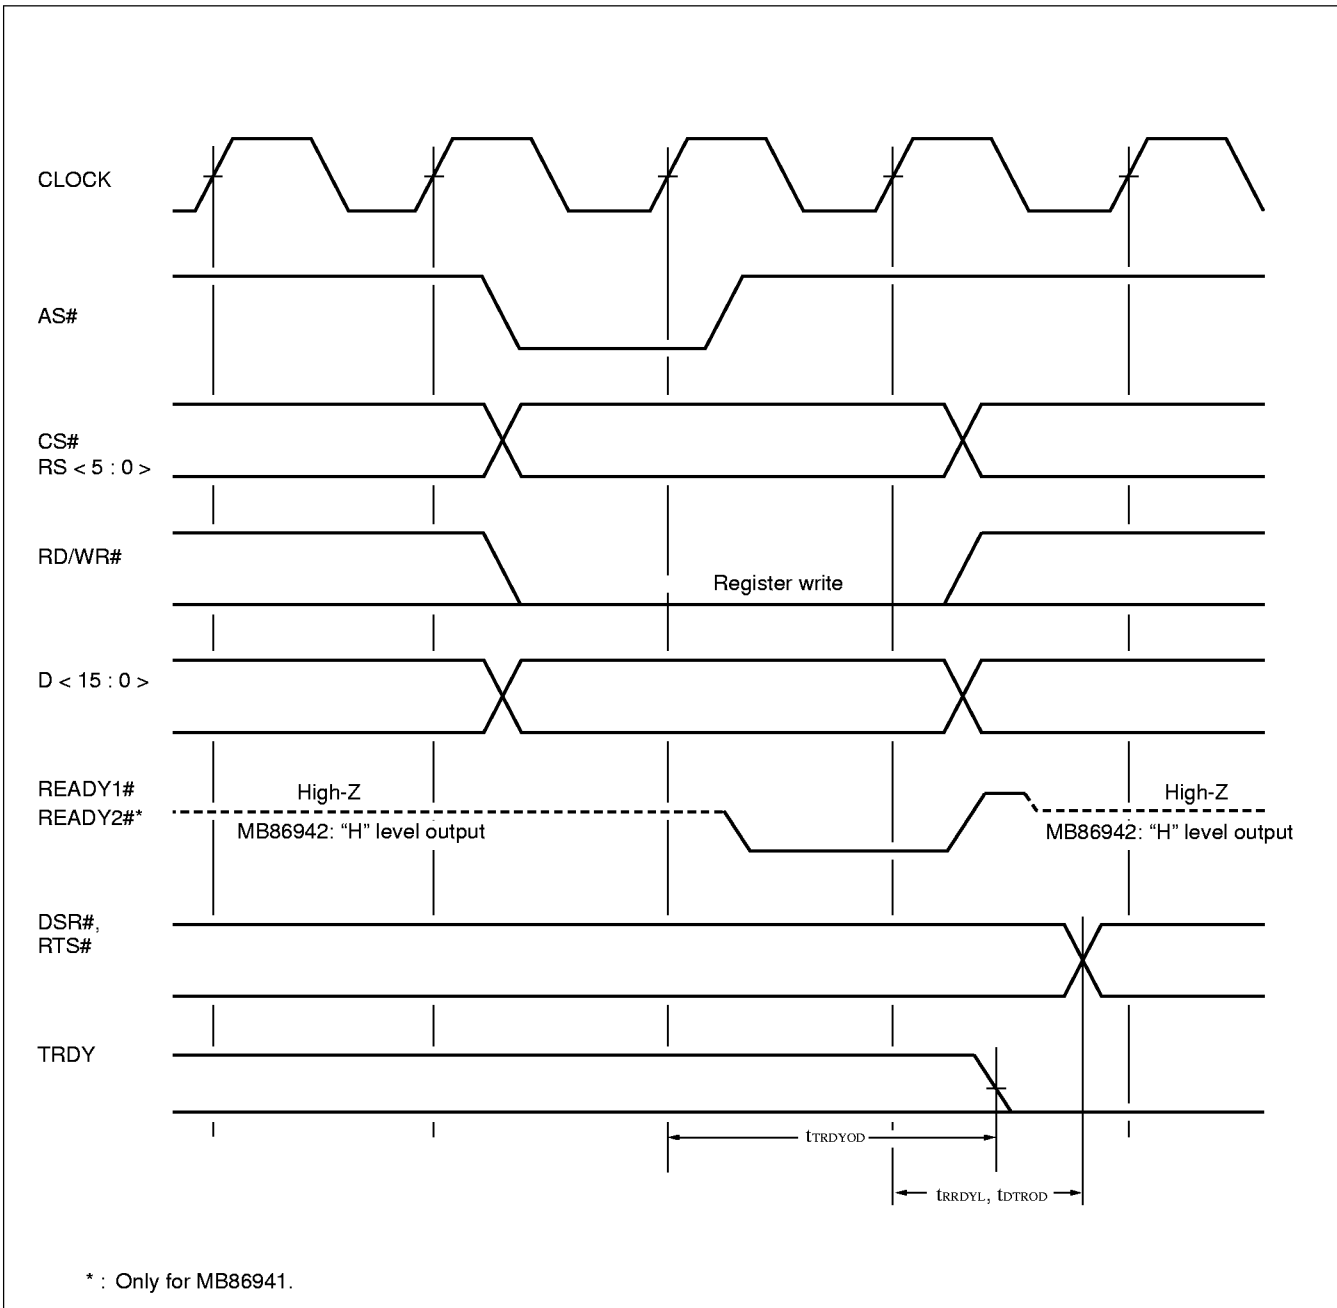 CLOCK
AS#
CS#
RS < 5 : 0 >
RD/WR#
Register write
D < 15 : 0 >
READY1#
High-Z
High-Z
READY2#*
MB86942: “H” level output
MB86942: “H” level output
DSR#,
RTS#
TRDY
tTRDYOD
tRRDYL, tDTROD
* : Only for MB86941.